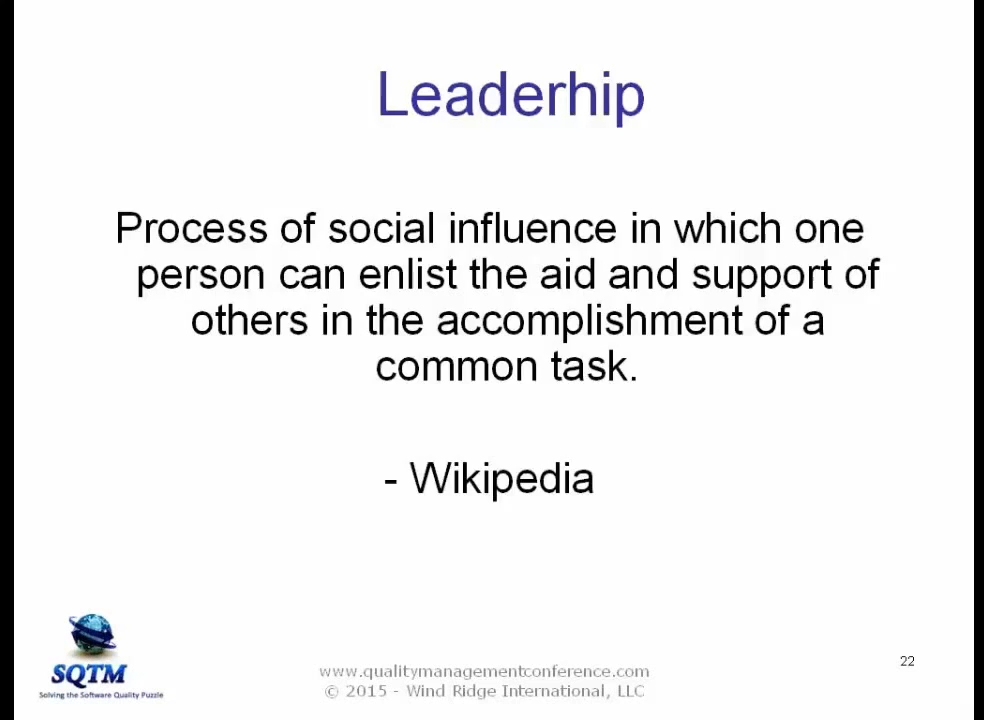 Leaderhip
Process of social influence in which one
person can enlist the aid and support of
others in the accomplishment of a
common task.
- Wikipedia
SQTM
Solving the Software Quality Puzzle
www.qualitymanagementconference.com
© 2015 - Wind Ridge International, LLC
22